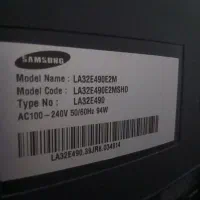 SAMSUNG
Model Name : LA32E490E2M
Model Code : LA32E490E2MSHD
Type No : LA32E490
AC100 ~ 240V 50/60Hz 94W